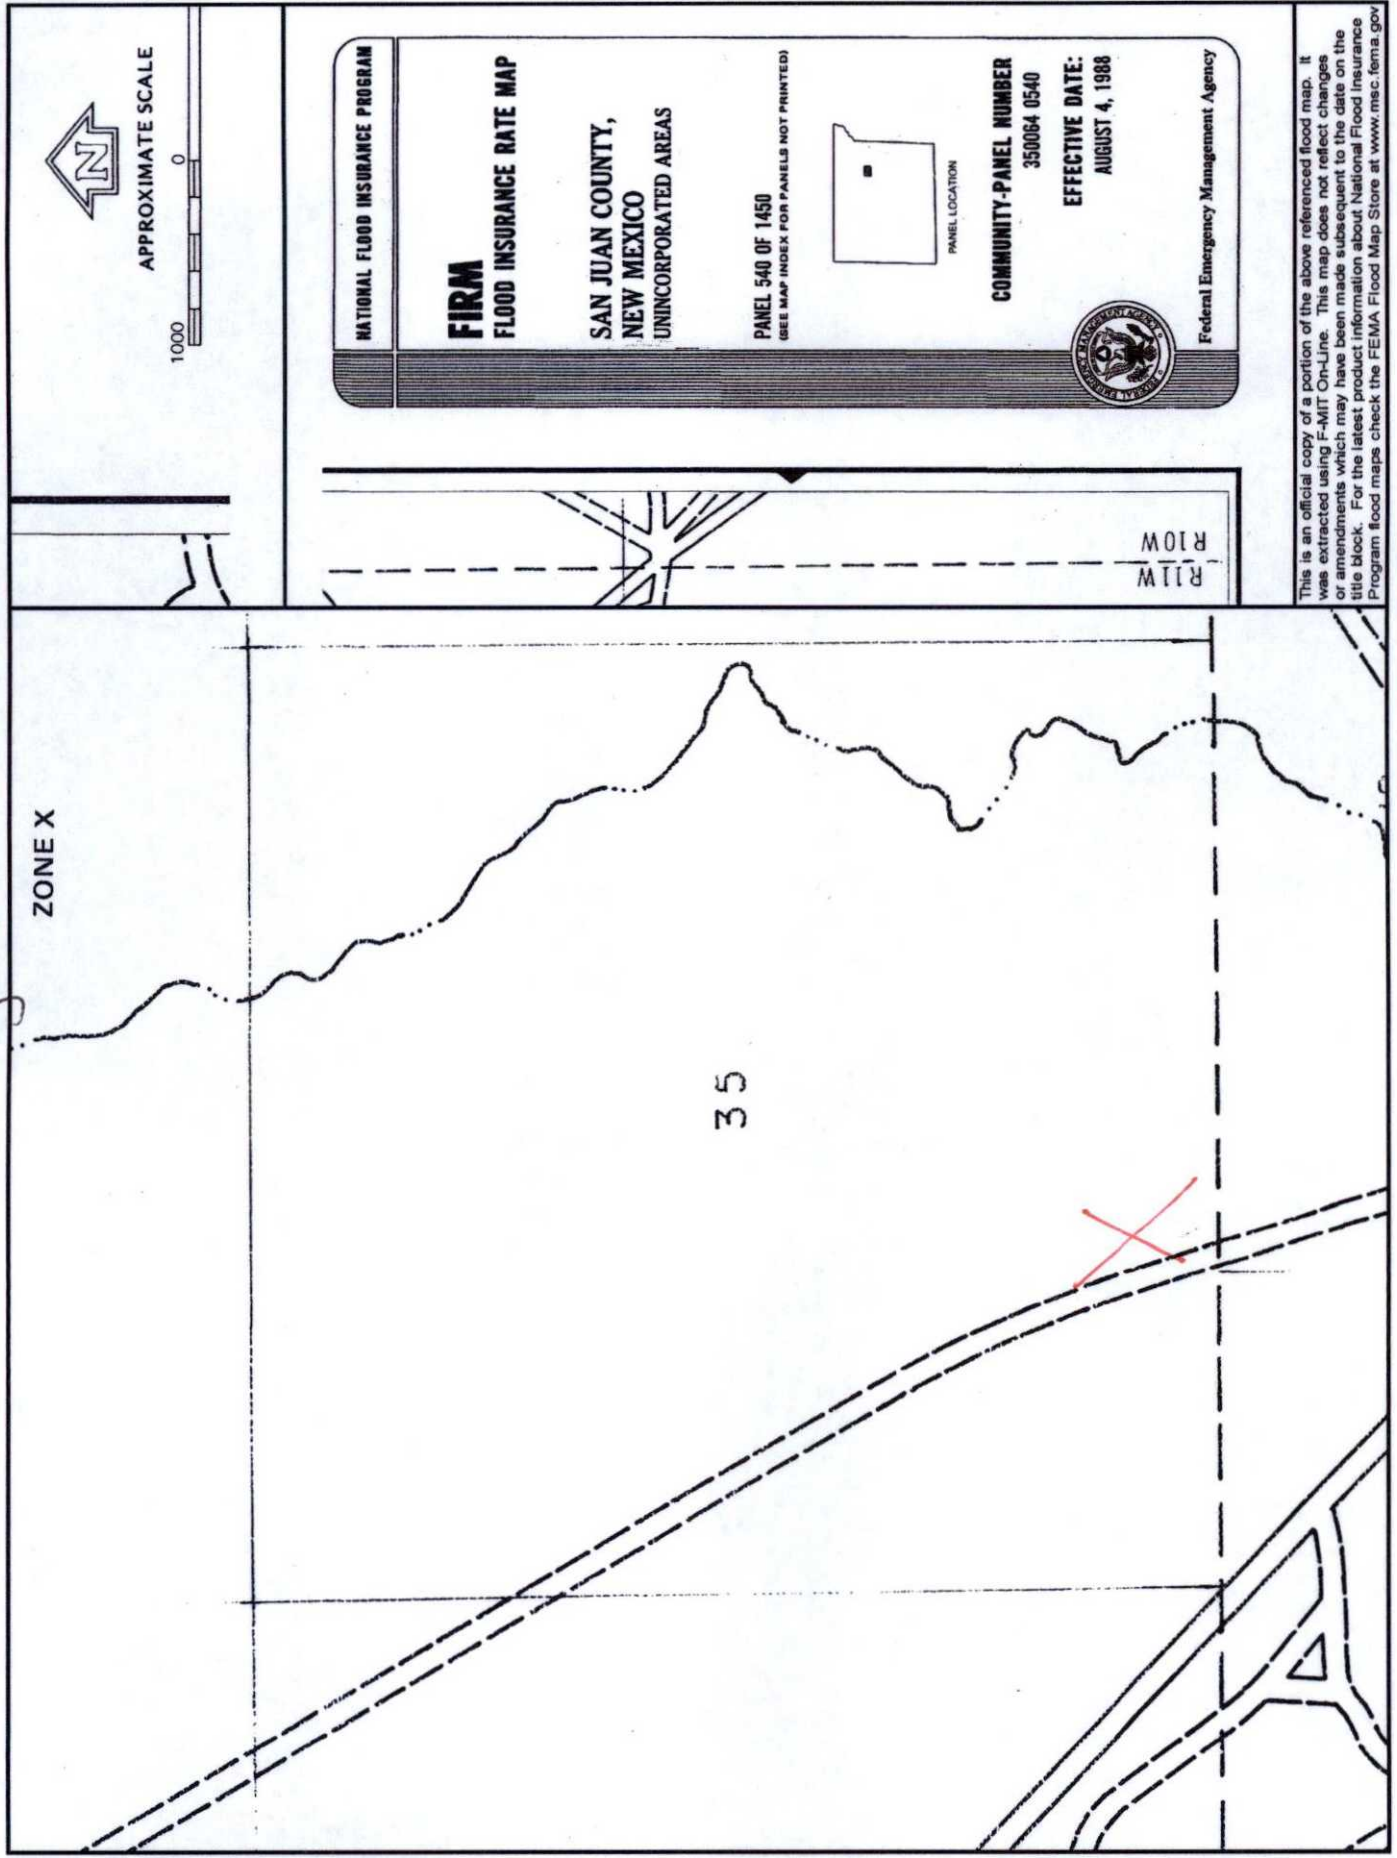 ZONE X
35
APPROXIMATE SCALE
1000 0
N
NATIONAL FLOOD INSURANCE PROGRAM
FIRM
FLOOD INSURANCE RATE MAP
SAN JUAN COUNTY,
NEW MEXICO
UNINCORPORATED AREAS
PANEL 540 OF 1450
(SEE MAP INDEX FOR PANELS NOT PRINTED)
PANEL LOCATION
COMMUNITY-PANEL NUMBER
350064 0540
EFFECTIVE DATE:
AUGUST 4, 1988
FEDERAL EMERGENCY MANAGEMENT AGENCY
Federal Emergency Management Agency
R11W
R10W
This is an official copy of a portion of the above referenced flood map. It
was extracted using F-MIT On-Line. This map does not reflect changes
or amendments which may have been made subsequent to the date on the
title block. For the latest product information about National Flood Insurance
Program flood maps check the FEMA Flood Map Store at www.msc.fema.gov